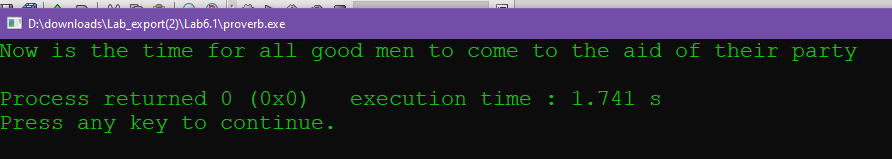 D:\downloads\Lab_export(2)\Lab6.1\proverb.exe
Now is the time for all good men to come to the aid of their party
Process returned 0 (0x0)   execution time : 1.741 s
Press any key to continue.